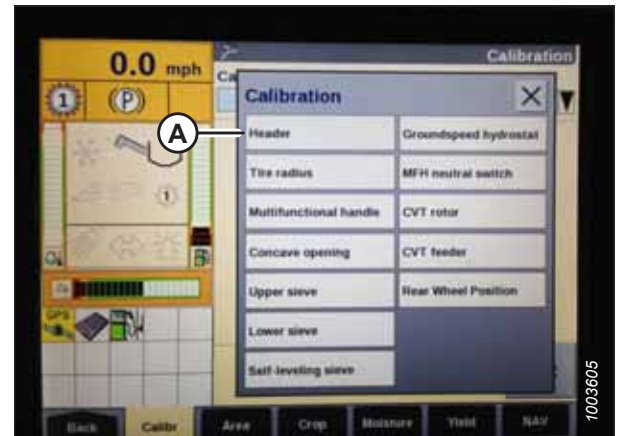 0.0 mph
Calibration
Ca
1
(P)
Calibration
A
Header
Groundspeed hydrostat
Tire radius
MFH neutral switch
1
Multifunctional handle
CVT rotor
Concave opening
CVT feeder
Upper sieve
Rear Wheel Position
Lower sieve
GPS
Self-leveling sieve
Back
Calibr
Area
Crop
Moisture
Yield
NAV
1003605